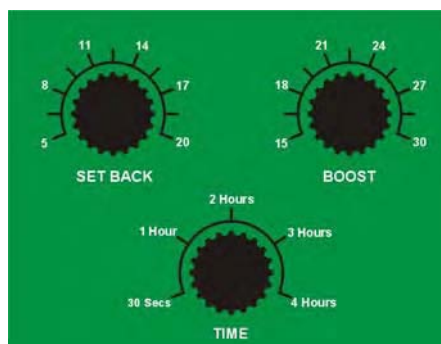 11 14
8 17
5 20
SET BACK
21 24
18 27
15 30
BOOST
2 Hours
1 Hour 3 Hours
30 Secs 4 Hours
TIME